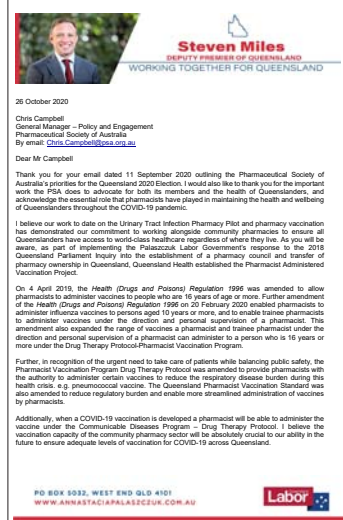 Steven Miles
DEPUTY PREMIER OF QUEENSLAND
WORKING TOGETHER FOR QUEENSLAND
26 October 2020
Chris Campbell
General Manager – Policy and Engagement
Pharmaceutical Society of Australia
By email: Chris.Campbell@psa.org.au
Dear Mr Campbell
Thank you for your email dated 11 September 2020 outlining the Pharmaceutical Society of
Australia's priorities for the Queensland 2020 Election. I would also like to thank you for the important
work the PSA does to advocate for both its members and the health of Queenslanders, and
acknowledge the essential role that pharmacists have played in maintaining the health and wellbeing
of Queenslanders throughout the COVID-19 pandemic.
I believe our work to date on the Urinary Tract Infection Pharmacy Pilot and pharmacy vaccination
has demonstrated our commitment to working alongside community pharmacies to ensure all
Queenslanders have access to world-class healthcare regardless of where they live. As you will be
aware, as part of implementing the Palaszczuk Labor Government's response to the 2018
Queensland Parliament Inquiry into the establishment of a pharmacy council and transfer of
pharmacy ownership in Queensland, Queensland Health established the Pharmacist Administered
Vaccination Project.
On 4 April 2019, the Health (Drugs and Poisons) Regulation 1996 was amended to allow
pharmacists to administer vaccines to people who are 16 years of age or more. Further amendment
of the Health (Drugs and Poisons) Regulation 1996 on 20 February 2020 enabled pharmacists to
administer influenza vaccines to persons aged 10 years or more, and to enable trainee pharmacists
to administer vaccines under the direction and personal supervision of a pharmacist. This
amendment also expanded the range of vaccines a pharmacist and trainee pharmacist under the
direction and personal supervision of a pharmacist can administer to a person who is 16 years or
more under the Drug Therapy Protocol-Pharmacist Vaccination Program.
Further, in recognition of the urgent need to take care of patients while balancing public safety, the
Pharmacist Vaccination Program Drug Therapy Protocol was amended to provide pharmacists with
the authority to administer certain vaccines to reduce the respiratory disease burden during this
health crisis. e.g. pneumococcal vaccine. The Queensland Pharmacist Vaccination Standard was
also amended to reduce regulatory burden and enable more streamlined administration of vaccines
by pharmacists.
Additionally, when a COVID-19 vaccination is developed a pharmacist will be able to administer the
vaccine under the Communicable Diseases Program – Drug Therapy Protocol. I believe the
vaccination capacity of the community pharmacy sector will be absolutely crucial to our ability in the
future to ensure adequate levels of vaccination for COVID-19 across Queensland.
PO BOX 5032, WEST END QLD 4101
WWW.ANNASTACIAPALASZCZUK.COM.AU
Labor